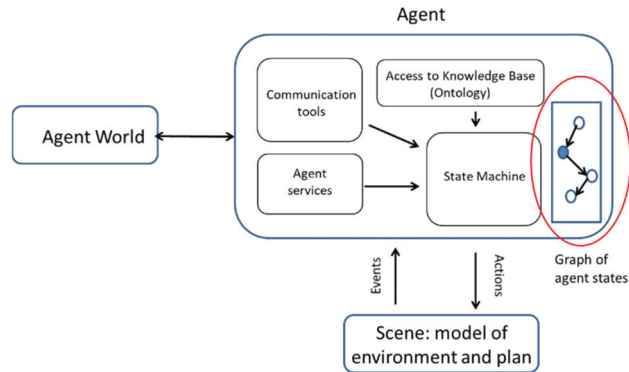 Agent
Communication
tools
Access to Knowledge Base
(Ontology)
Agent World
Agent
services
State Machine
Graph of
agent states
Events
Actions
Scene: model of
environment and plan